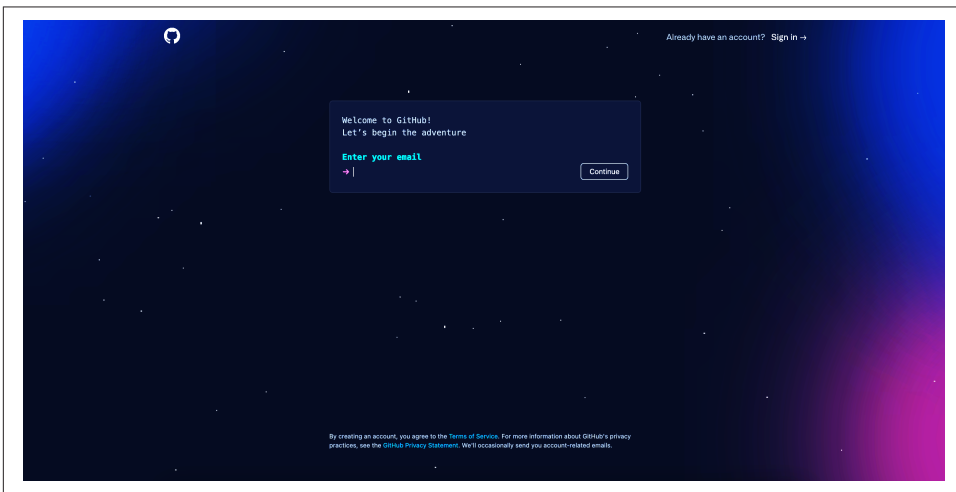 Already have an account? Sign in →
Welcome to GitHub!
Let's begin the adventure
Enter your email
→
Continue
By creating an account, you agree to the Terms of Service. For more information about GitHub's privacy
practices, see the GitHub Privacy Statement. We'll occasionally send you account-related emails.